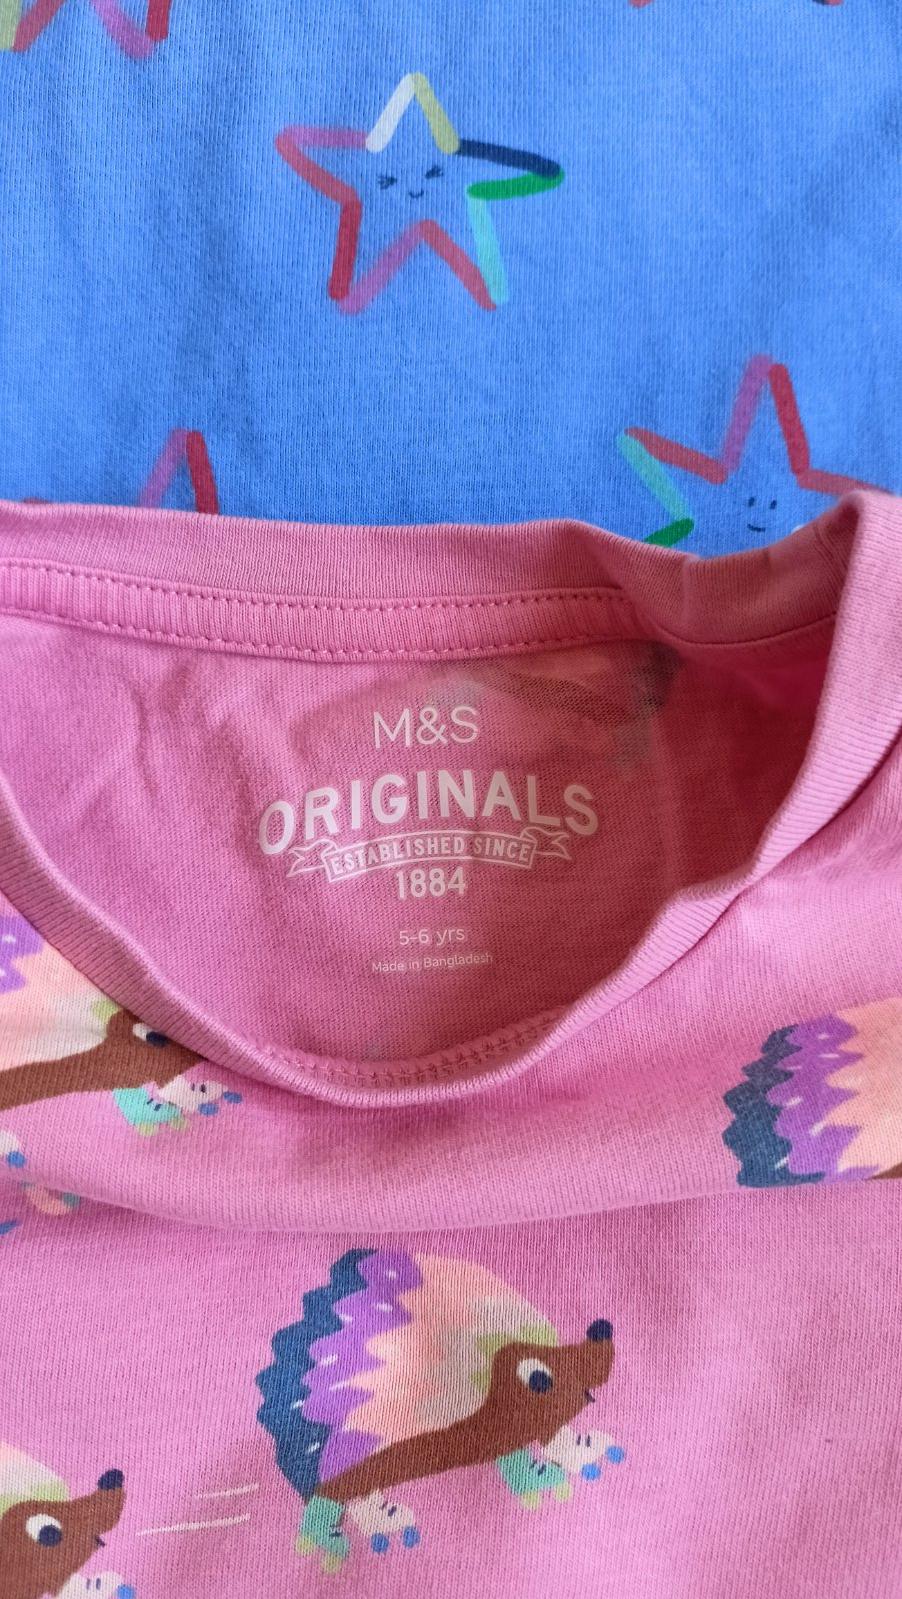 M&S
ORIGINALS
ESTABLISHED SINCE
1884
5-6 yrs
Made in Bangladesh